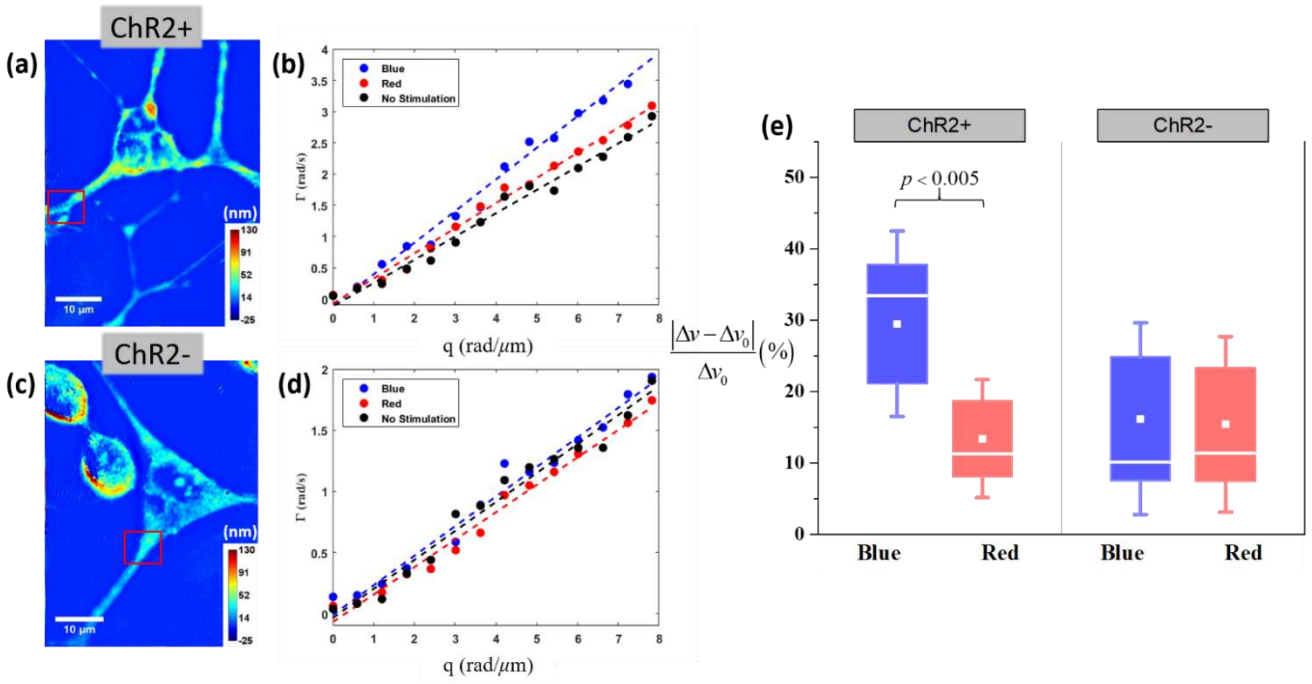 ChR2+
(a)
(nm)
130
91
52
14
-25
10 µm
(b)
4
3.5
3
2.5
2
1.5
1
0.5
0
Γ (rad/s)
Blue
Red
No Stimulation
0 1 2 3 4 5 6 7 8
q (rad/µm)
ChR2-
(c)
(nm)
130
91
52
14
-25
10 µm
(d)
2
1.5
1
0.5
0
Γ (rad/s)
Blue
Red
No Stimulation
0 1 2 3 4 5 6 7 8
q (rad/µm)
(e)
ChR2+ ChR2-
p < 0.005
|Δv − Δv₀|
Δv₀
(%)
50
40
30
20
10
0
Blue Red Blue Red